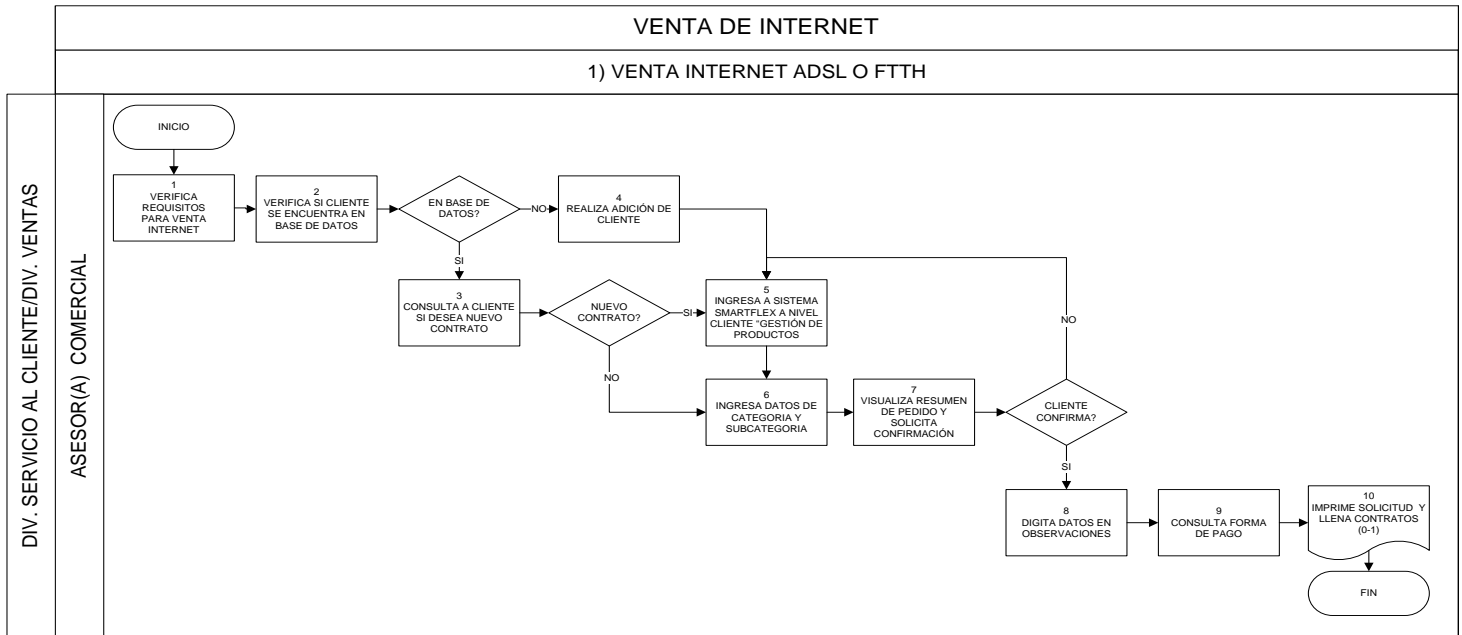 VENTA DE INTERNET
1) VENTA INTERNET ADSL O FTTH
DIV. SERVICIO AL CLIENTE/DIV. VENTAS
ASESOR(A) COMERCIAL
INICIO
1
VERIFICA
REQUISITOS
PARA VENTA
INTERNET
2
VERIFICA SI CLIENTE
SE ENCUENTRA EN
BASE DE DATOS
EN BASE DE
DATOS?
NO
4
REALIZA ADICIÓN DE
CLIENTE
SI
3
CONSULTA A CLIENTE
SI DESEA NUEVO
CONTRATO
NUEVO
CONTRATO?
SI
5
INGRESA A SISTEMA
SMARTFLEX A NIVEL
CLIENTE "GESTIÓN DE
PRODUCTOS
NO
NO
6
INGRESA DATOS DE
CATEGORIA Y
SUBCATEGORIA
7
VISUALIZA RESUMEN
DE PEDIDO Y
SOLICITA
CONFIRMACIÓN
CLIENTE
CONFIRMA?
SI
8
DIGITA DATOS EN
OBSERVACIONES
9
CONSULTA FORMA
DE PAGO
10
IMPRIME SOLICITUD Y
LLENA CONTRATOS
(0-1)
FIN